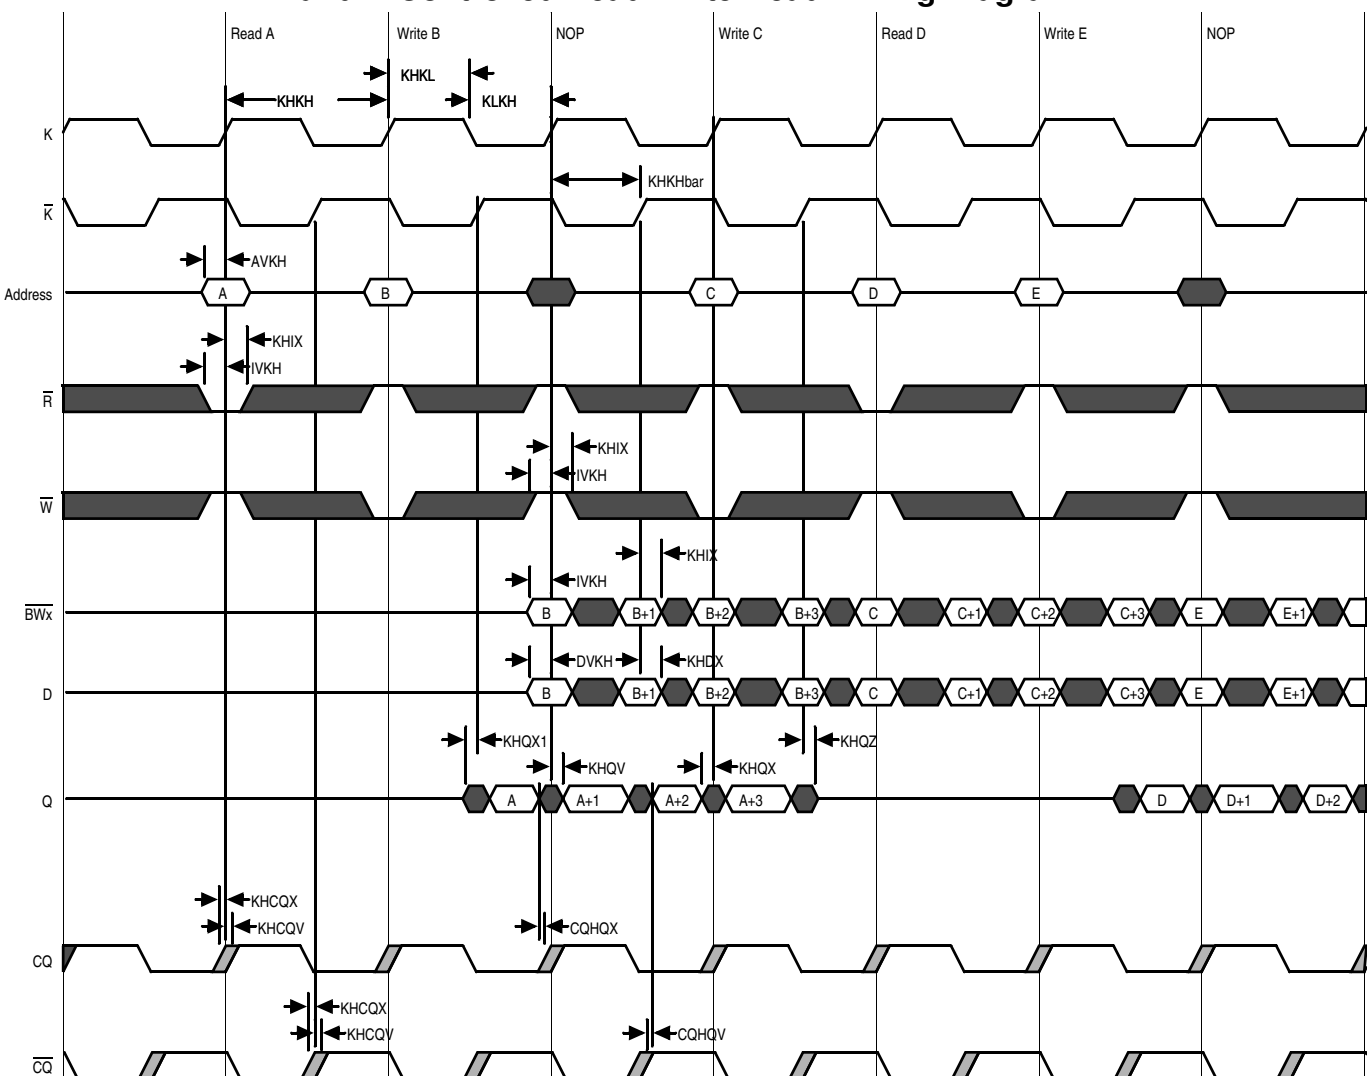 Read A Write B NOP Write C Read D Write E NOP
KHKL
KHKH KLKH
K
KHKHbar
K
AVKH
Address A B C D E
KHIX
IVKH
R
KHIX
IVKH
W
KHIX
IVKH
BWx B B+1 B+2 B+3 C C+1 C+2 C+3 E E+1
DVKH KHDX
D B B+1 B+2 B+3 C C+1 C+2 C+3 E E+1
KHQX1 KHQZ
KHQV KHQX
Q A A+1 A+2 A+3 D D+1 D+2
KHCQX
KHCQV CQHQX
CQ
KHCQX
KHCQV CQHQV
CQ